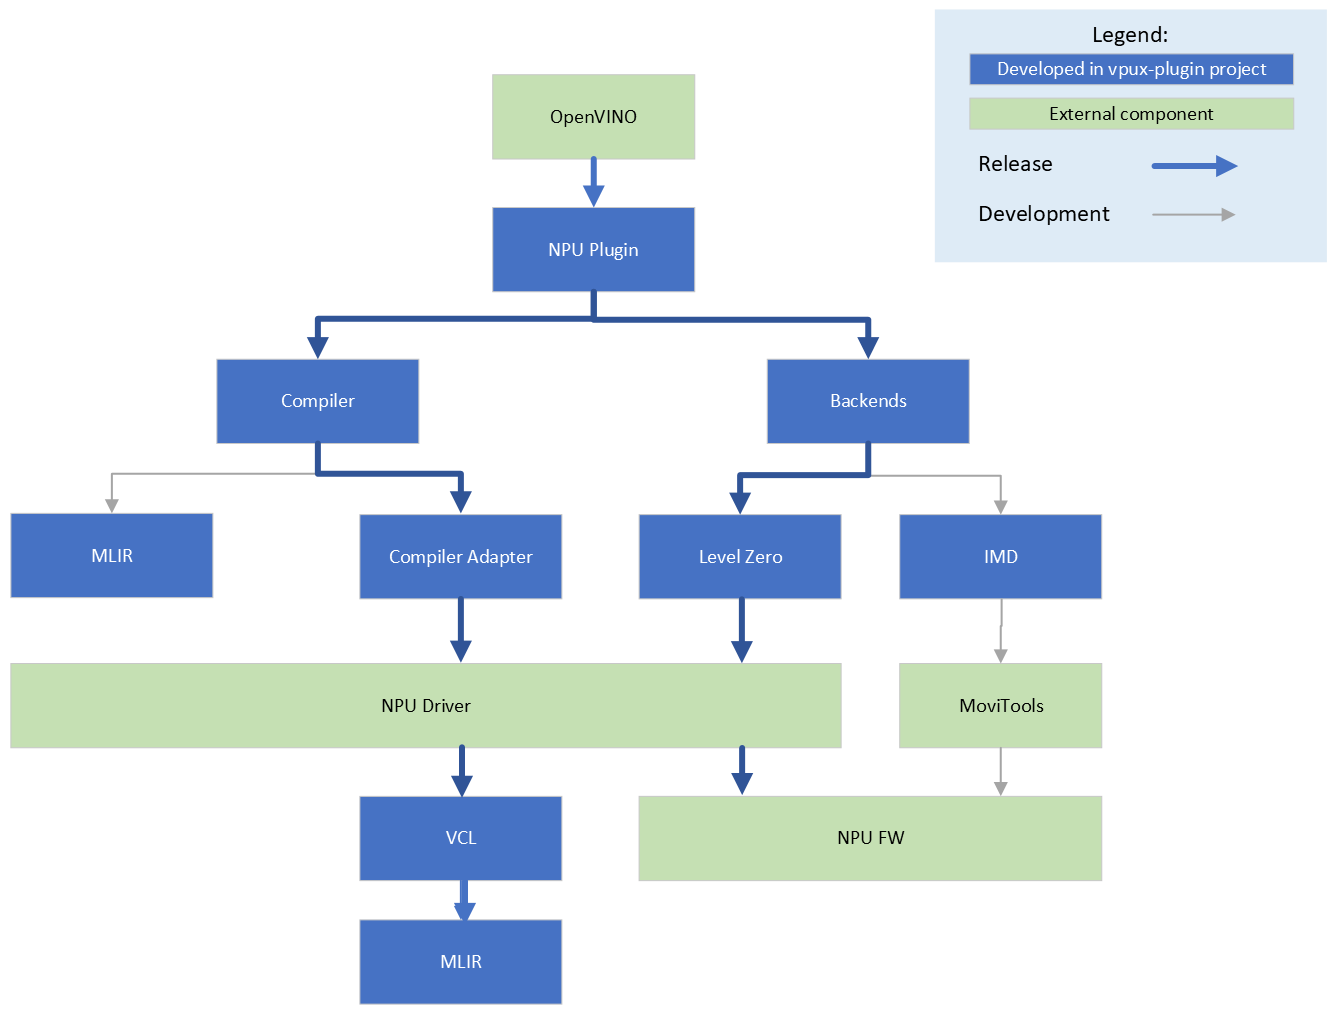 Legend:
Developed in vpux-plugin project
External component
Release
Development
OpenVINO
NPU Plugin
Compiler
Backends
MLIR
Compiler Adapter
Level Zero
IMD
NPU Driver
MoviTools
VCL
NPU FW
MLIR